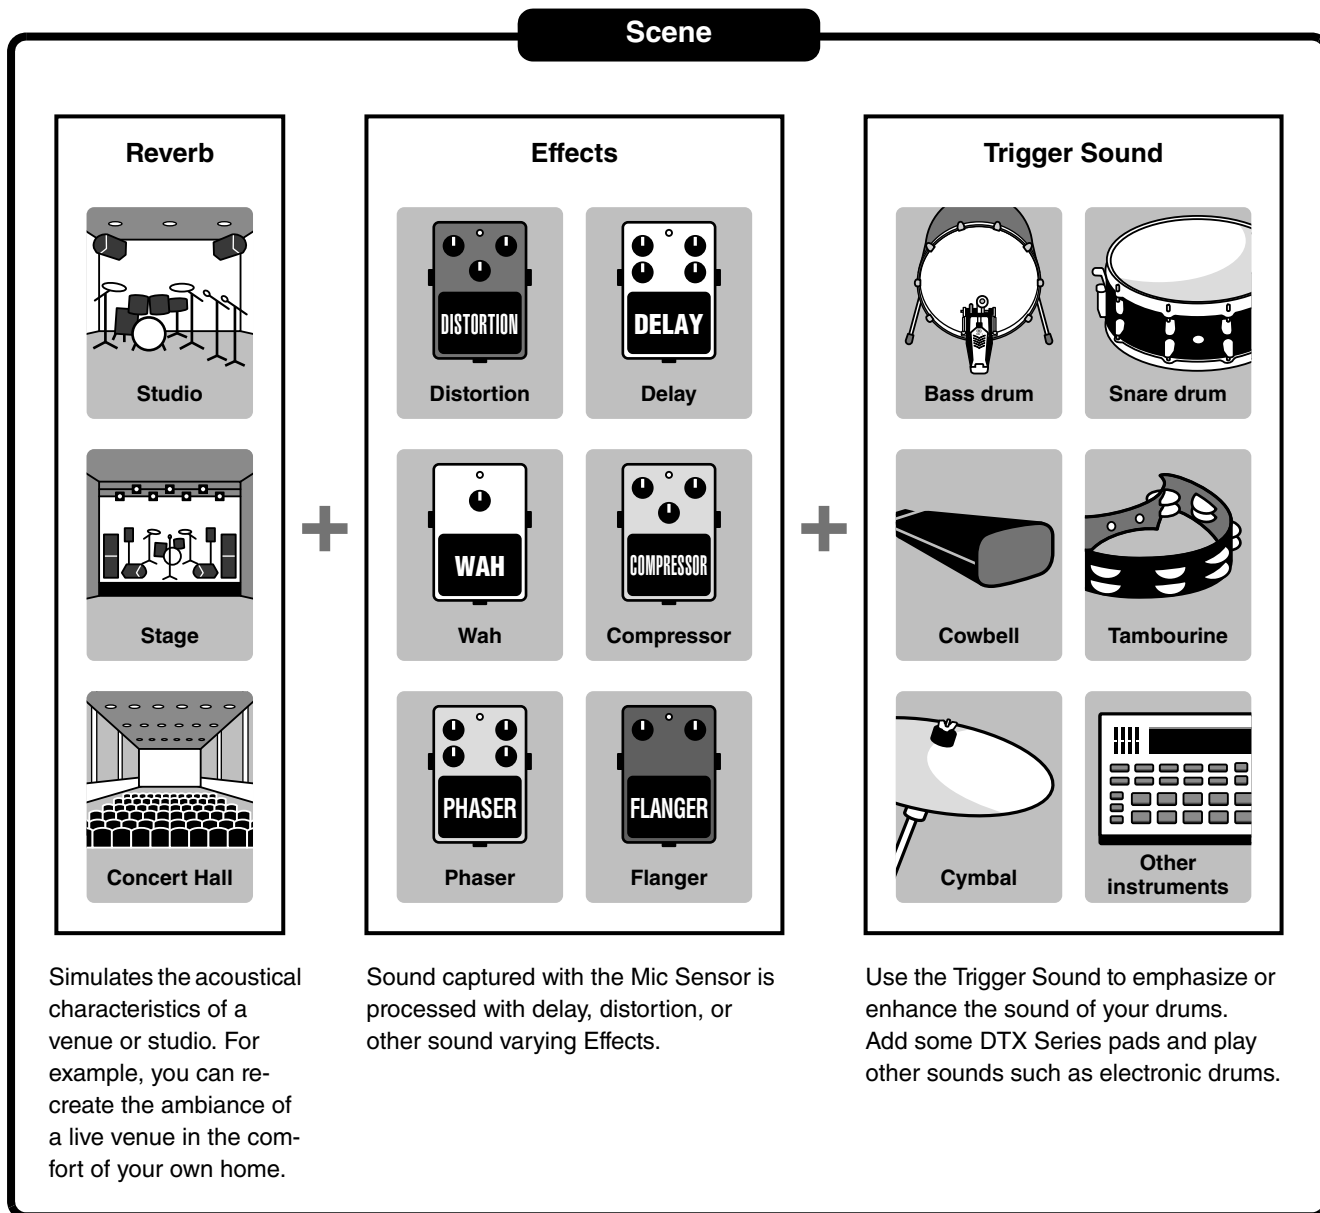 Scene
Reverb
Studio
Stage
Concert Hall
Simulates the acoustical
characteristics of a
venue or studio. For
example, you can re-
create the ambiance of
a live venue in the com-
fort of your own home.
+
Effects
DISTORTION
Distortion
DELAY
Delay
WAH
Wah
COMPRESSOR
Compressor
PHASER
Phaser
FLANGER
Flanger
Sound captured with the Mic Sensor is
processed with delay, distortion, or
other sound varying Effects.
+
Trigger Sound
Bass drum
Snare drum
Cowbell
Tambourine
Cymbal
Other
instruments
Use the Trigger Sound to emphasize or
enhance the sound of your drums.
Add some DTX Series pads and play
other sounds such as electronic drums.